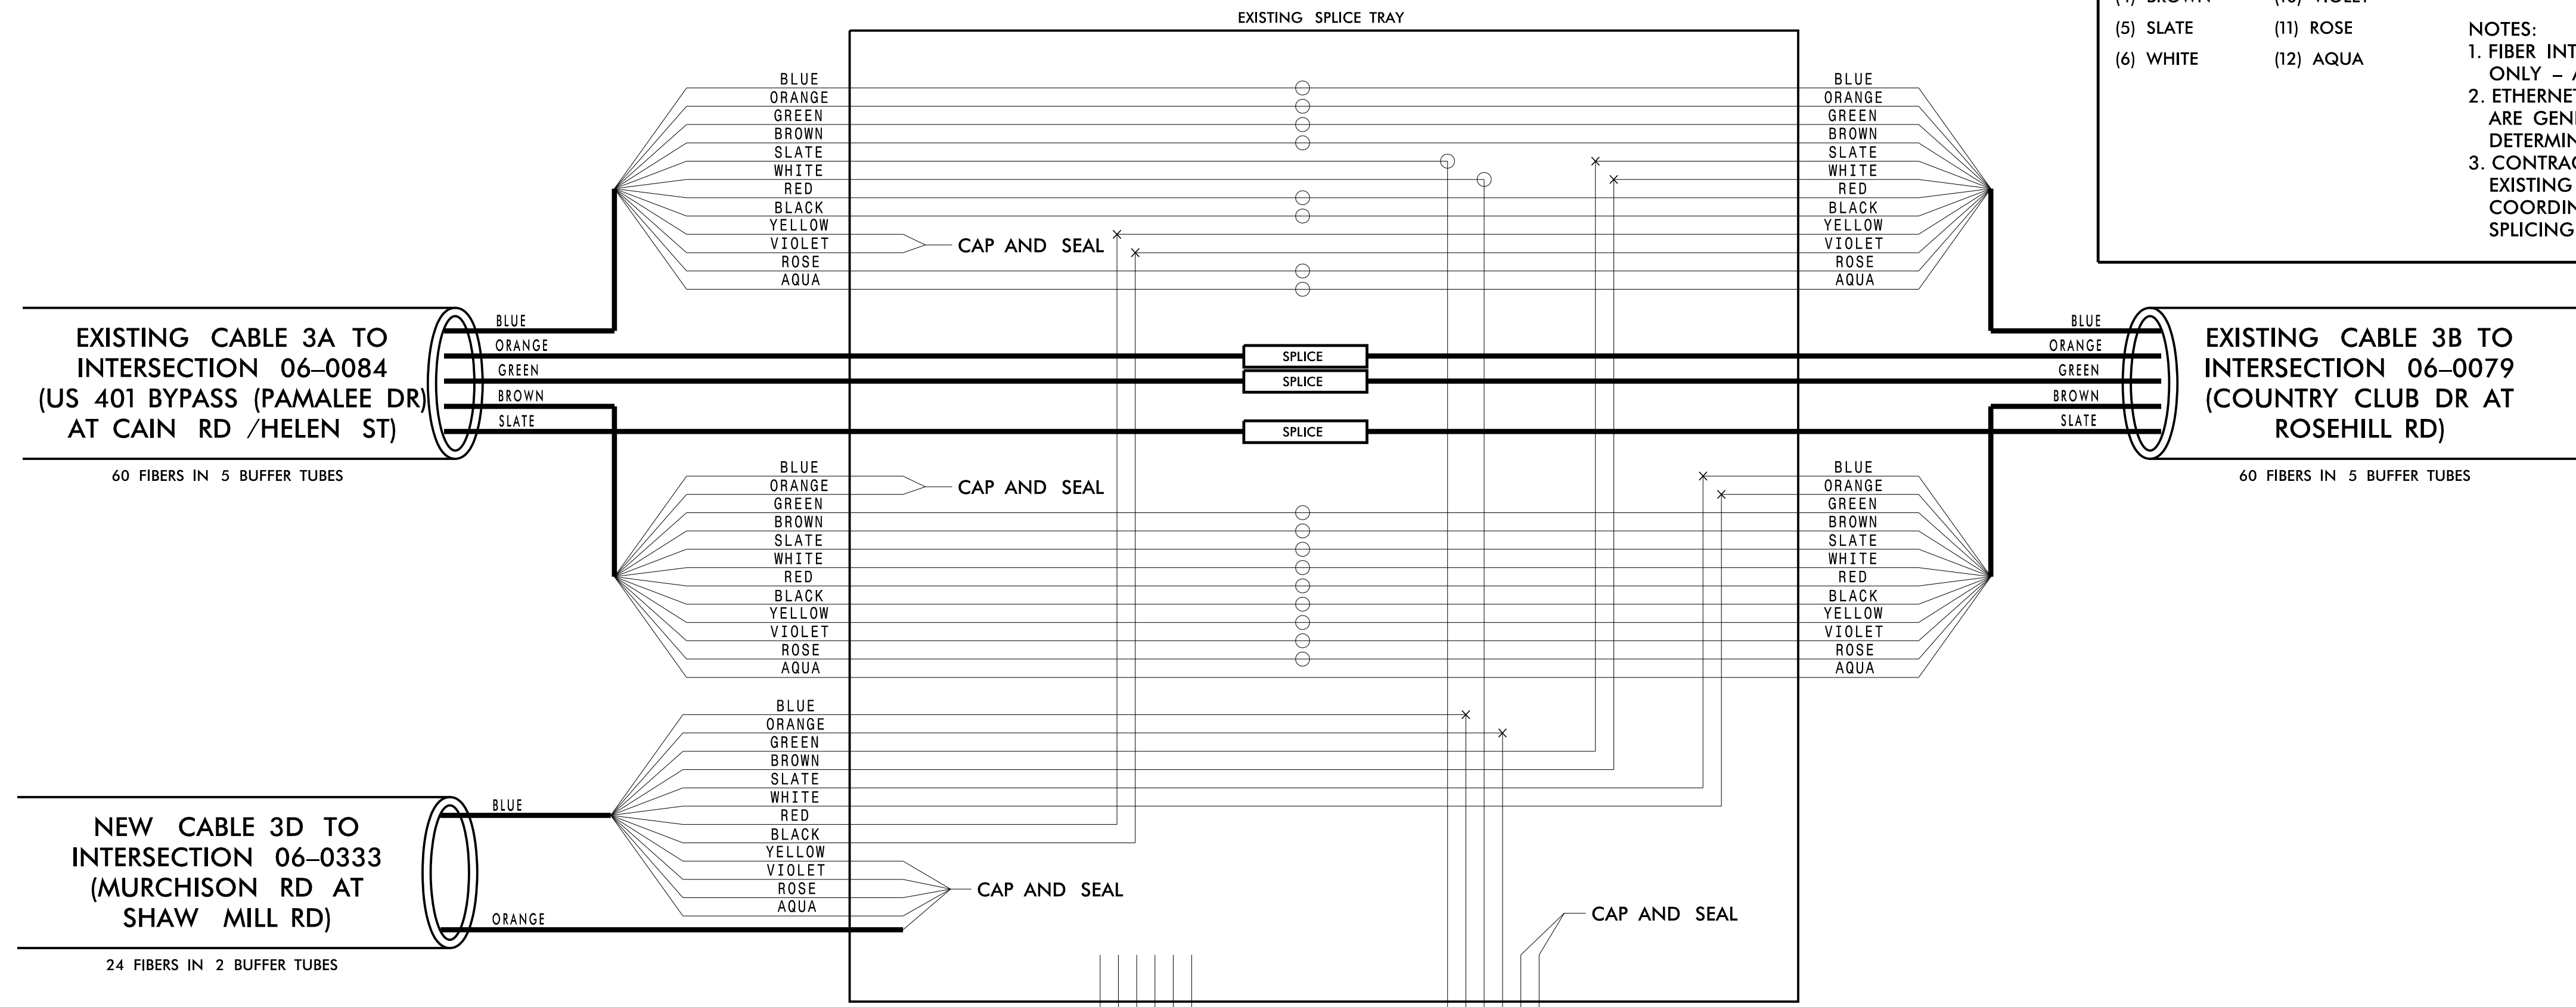 EXISTING SPLICE TRAY
(5) SLATE
(11) ROSE
(6) WHITE
(12) AQUA
NOTES:
1. FIBER
ONLY –
2.
ARE
3.
EXISTING
SPLICING
BLUE
ORANGE
GREEN
BROWN
SLATE
WHITE
RED
BLACK
YELLOW
VIOLET
ROSE
AQUA
CAP AND SEAL
BLUE
ORANGE
GREEN
BROWN
SLATE
WHITE
RED
BLACK
YELLOW
VIOLET
ROSE
AQUA
EXISTING CABLE 3A TO
INTERSECTION 06–0084
(US 401 BYPASS (PAMALEE DR)
AT CAIN RD /HELEN ST)
60 FIBERS IN 5 BUFFER TUBES
BLUE
ORANGE
GREEN
BROWN
SLATE
SPLICE
SPLICE
SPLICE
BLUE
ORANGE
GREEN
BROWN
SLATE
EXISTING CABLE 3B TO
INTERSECTION 06–0079
(COUNTRY CLUB DR AT
ROSEHILL RD)
60 FIBERS IN 5 BUFFER TUBES
BLUE
ORANGE
GREEN
BROWN
SLATE
WHITE
RED
BLACK
YELLOW
VIOLET
ROSE
AQUA
CAP AND SEAL
BLUE
ORANGE
GREEN
BROWN
SLATE
WHITE
RED
BLACK
YELLOW
VIOLET
ROSE
AQUA
NEW CABLE 3D TO
INTERSECTION 06–0333
(MURCHISON RD AT
SHAW MILL RD)
24 FIBERS IN 2 BUFFER TUBES
BLUE
ORANGE
BLUE
ORANGE
GREEN
BROWN
SLATE
WHITE
RED
BLACK
YELLOW
VIOLET
ROSE
AQUA
CAP AND SEAL
CAP AND SEAL